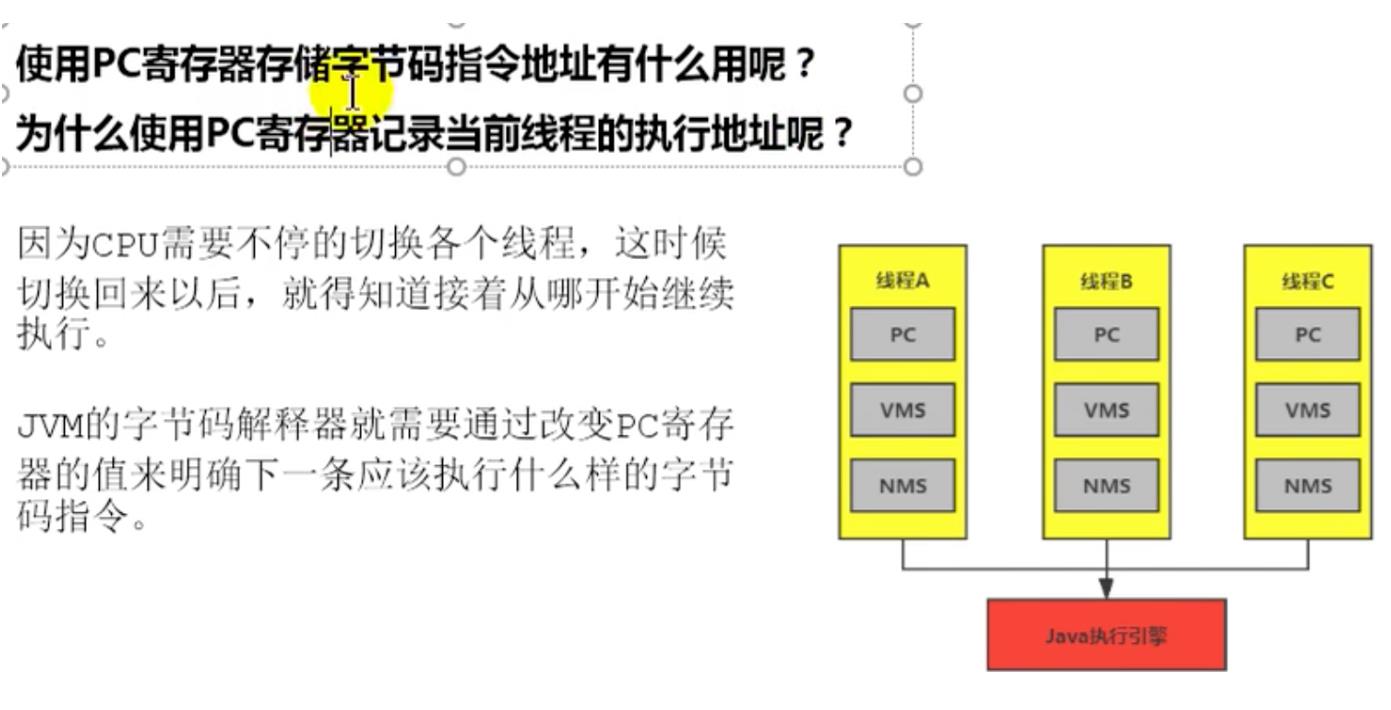 使用PC寄存器存储字节码指令地址有什么用呢？
为什么使用PC寄存器记录当前线程的执行地址呢？
因为CPU需要不停的切换各个线程，这时候
切换回来以后，就得知道接着从哪开始继续
执行。
JVM的字节码解释器就需要通过改变PC寄存
器的值来明确下一条应该执行什么样的字节
码指令。
线程A
PC
VMS
NMS
线程B
PC
VMS
NMS
线程C
PC
VMS
NMS
Java执行引擎